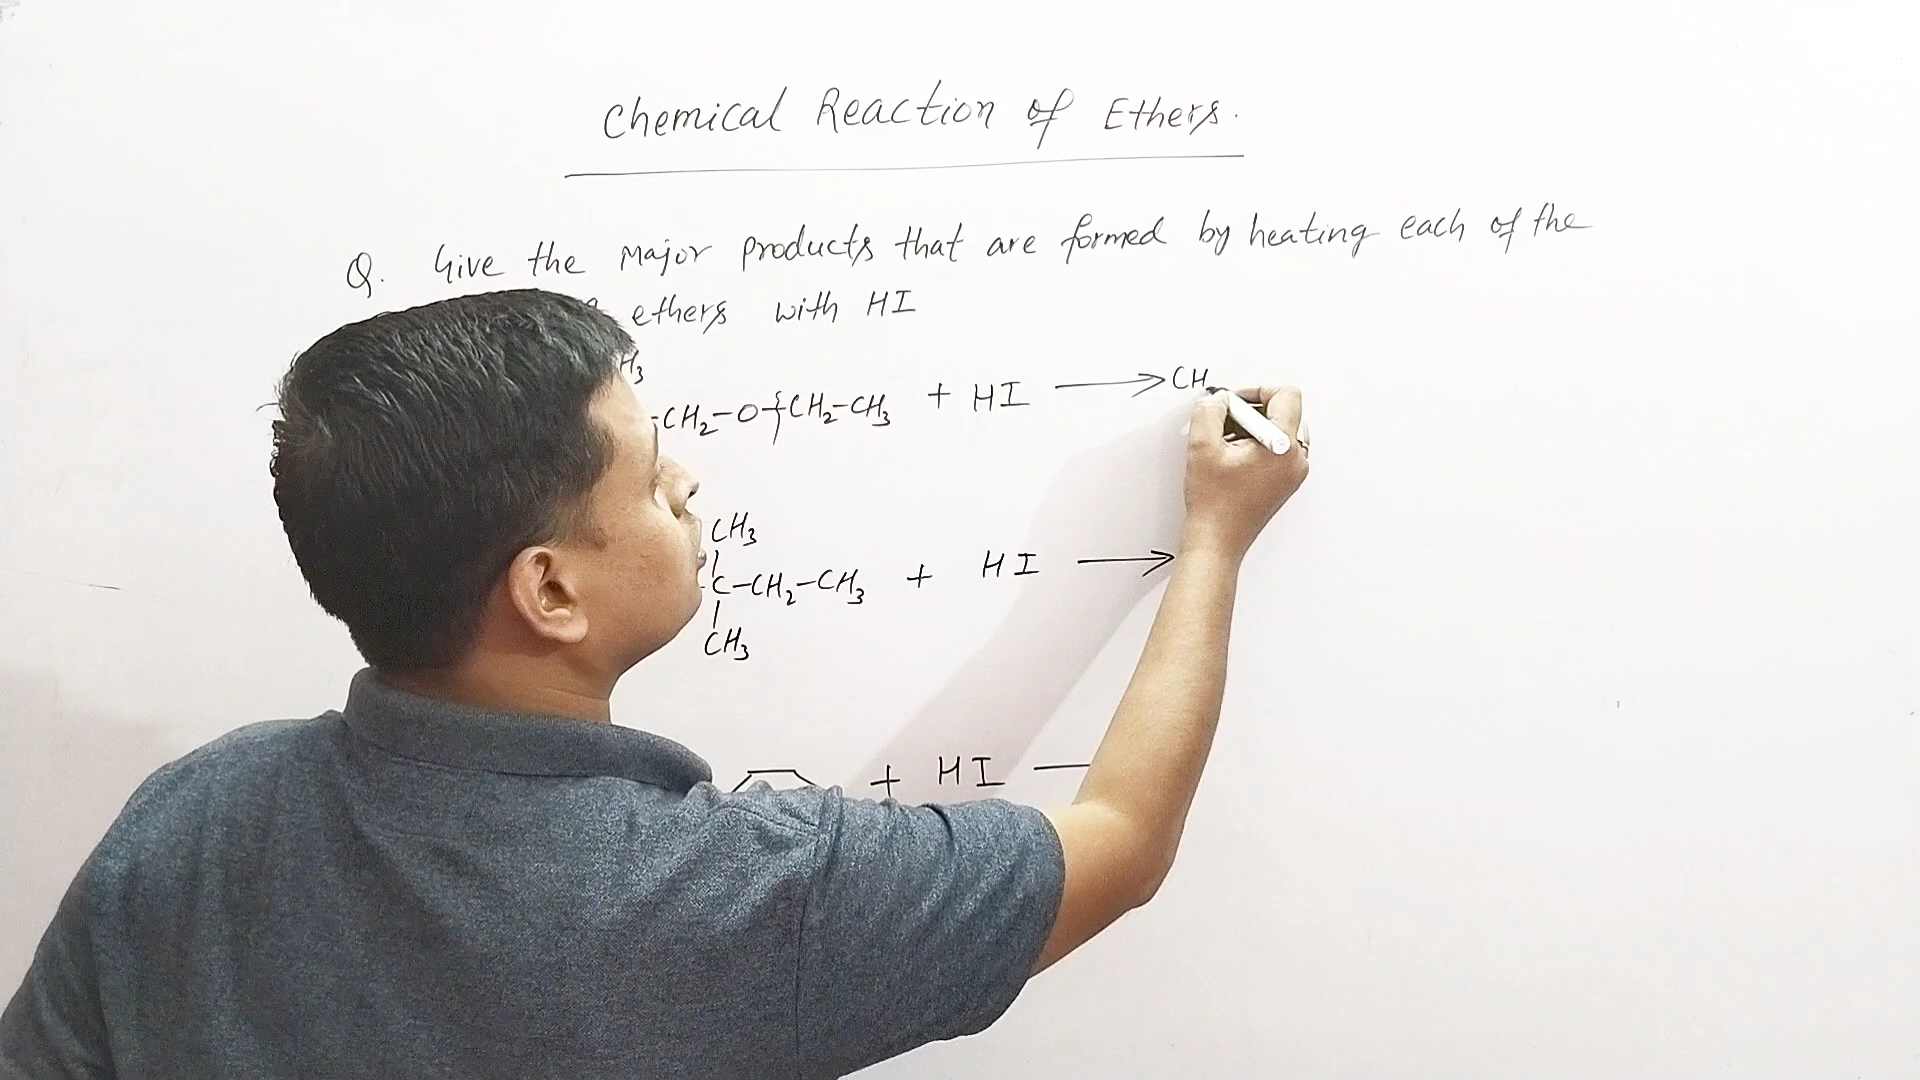 Chemical Reaction of Ethers.
Q. Give the Major products that are formed by heating each of the
ethers with HI
H3
-CH2-O-CH2-CH3 + HI ⟶ CH
CH3
C-CH2-CH3 + HI ⟶
CH3
+ HI —